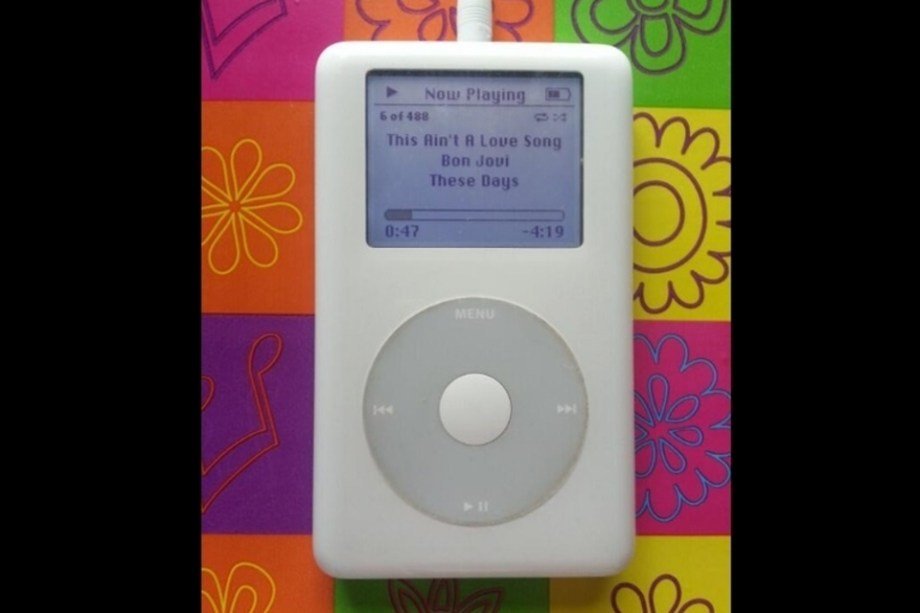 Now Playing
6 of 488
This Ain't A Love Song
Bon Jovi
These Days
0:47 -4:19
MENU